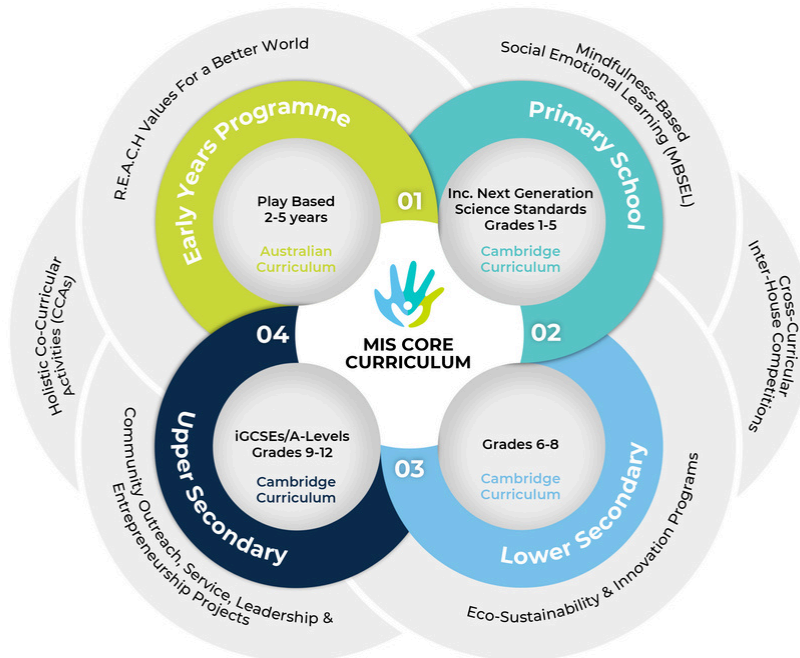 R.E.A.C.H Values For a Better World
Early Years Programme
01
Play Based
2-5 years
Australian
Curriculum
Mindfulness-Based
Social Emotional Learning (MBSEL)
Primary School
Inc. Next Generation
Science Standards
Grades 1-5
Cambridge
Curriculum
02
Holistic Co-Curricular
Activities (CCAs)
MIS CORE
CURRICULUM
Cross-Curricular
Inter-House Competitions
04
Upper Secondary
iGCSEs/A-Levels
Grades 9-12
Cambridge
Curriculum
Community Outreach, Service, Leadership &
Entrepreneurship Projects
03
Lower Secondary
Grades 6-8
Cambridge
Curriculum
Eco-Sustainability & Innovation Programs